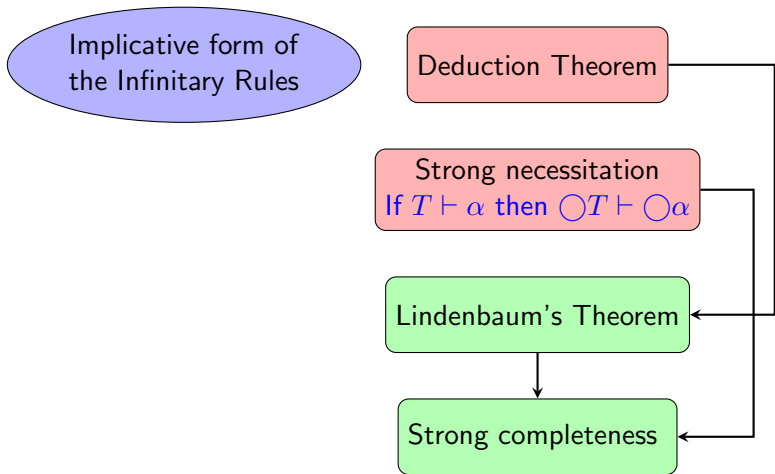 Implicative form of
the Infinitary Rules
Deduction Theorem
Strong necessitation
If T ⊢ α then ◯T ⊢ ◯α
Lindenbaum's Theorem
Strong completeness